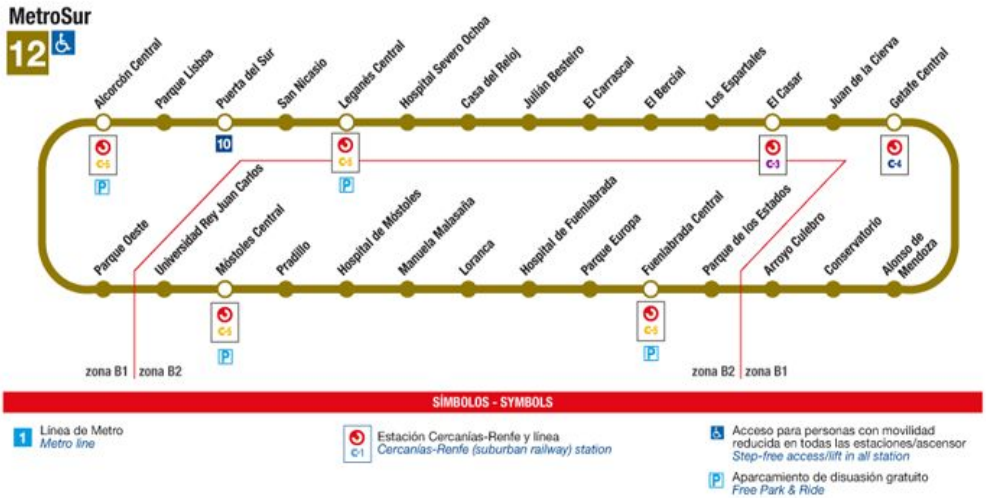 MetroSur
12
Alcorcón Central
Parque Lisboa
Puerta del Sur
San Nicasio
Leganés Central
Hospital Severo Ochoa
Casa del Reloj
Julián Besteiro
El Carrascal
El Bercial
Los Espartales
El Casar
Juan de la Cierva
Getafe Central
C-5
P
10
C-5
P
C-3
C-4
Parque Oeste
Universidad Rey Juan Carlos
Móstoles Central
Pradillo
Hospital de Móstoles
Manuela Malasaña
Loranca
Hospital de Fuenlabrada
Parque Europa
Fuenlabrada Central
Parque de los Estados
Arroyo Culebro
Conservatorio
Alonso de
Mendoza
C-5
P
C-5
P
zona B1 zona B2
zona B2 zona B1
SÍMBOLOS - SYMBOLS
1
Línea de Metro
Metro line
C-1
Estación Cercanías-Renfe y línea
Cercanías-Renfe (suburban railway) station
Acceso para personas con movilidad
reducida en todas las estaciones/ascensor
Step-free access/lift in all station
P
Aparcamiento de disuasión gratuito
Free Park & Ride